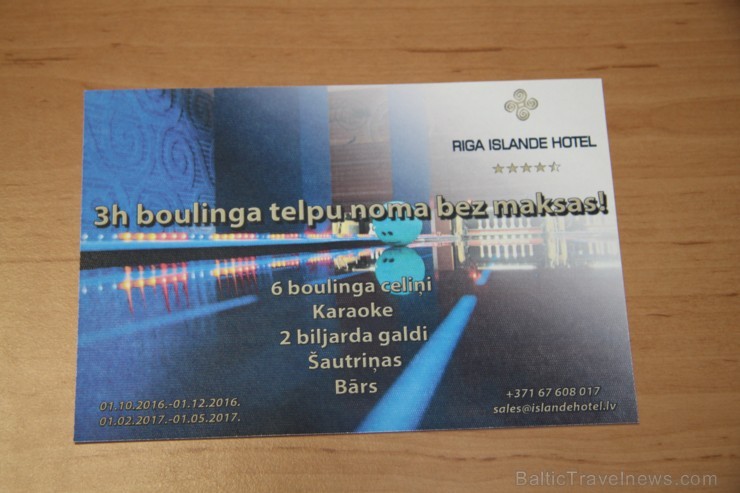 RIGA ISLANDE HOTEL
3h boulinga telpu noma bez maksas!
6 boulinga celiņi
Karaoke
2 biljarda galdi
Šautriņas
Bārs
01.10.2016.-01.12.2016.
01.02.2017.-01.05.2017.
+371 67 608 017
sales@islandehotel.lv
BalticTravelnews.com